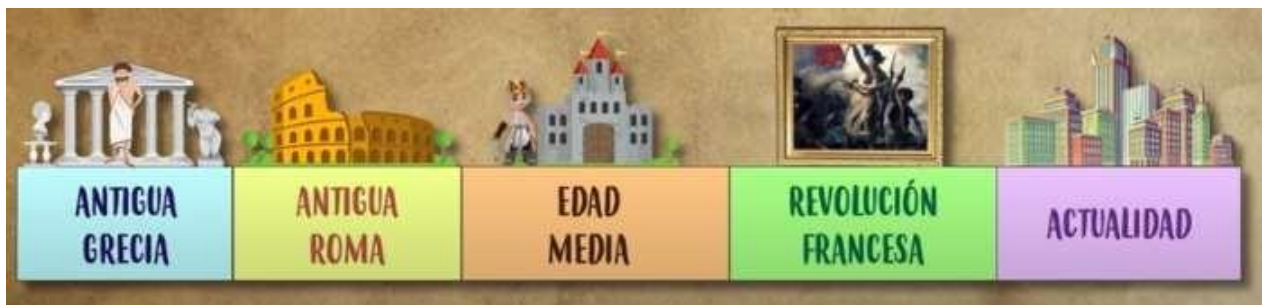 ANTIGUA
GRECIA
ANTIGUA
ROMA
EDAD
MEDIA
REVOLUCIÓN
FRANCESA
ACTUALIDAD